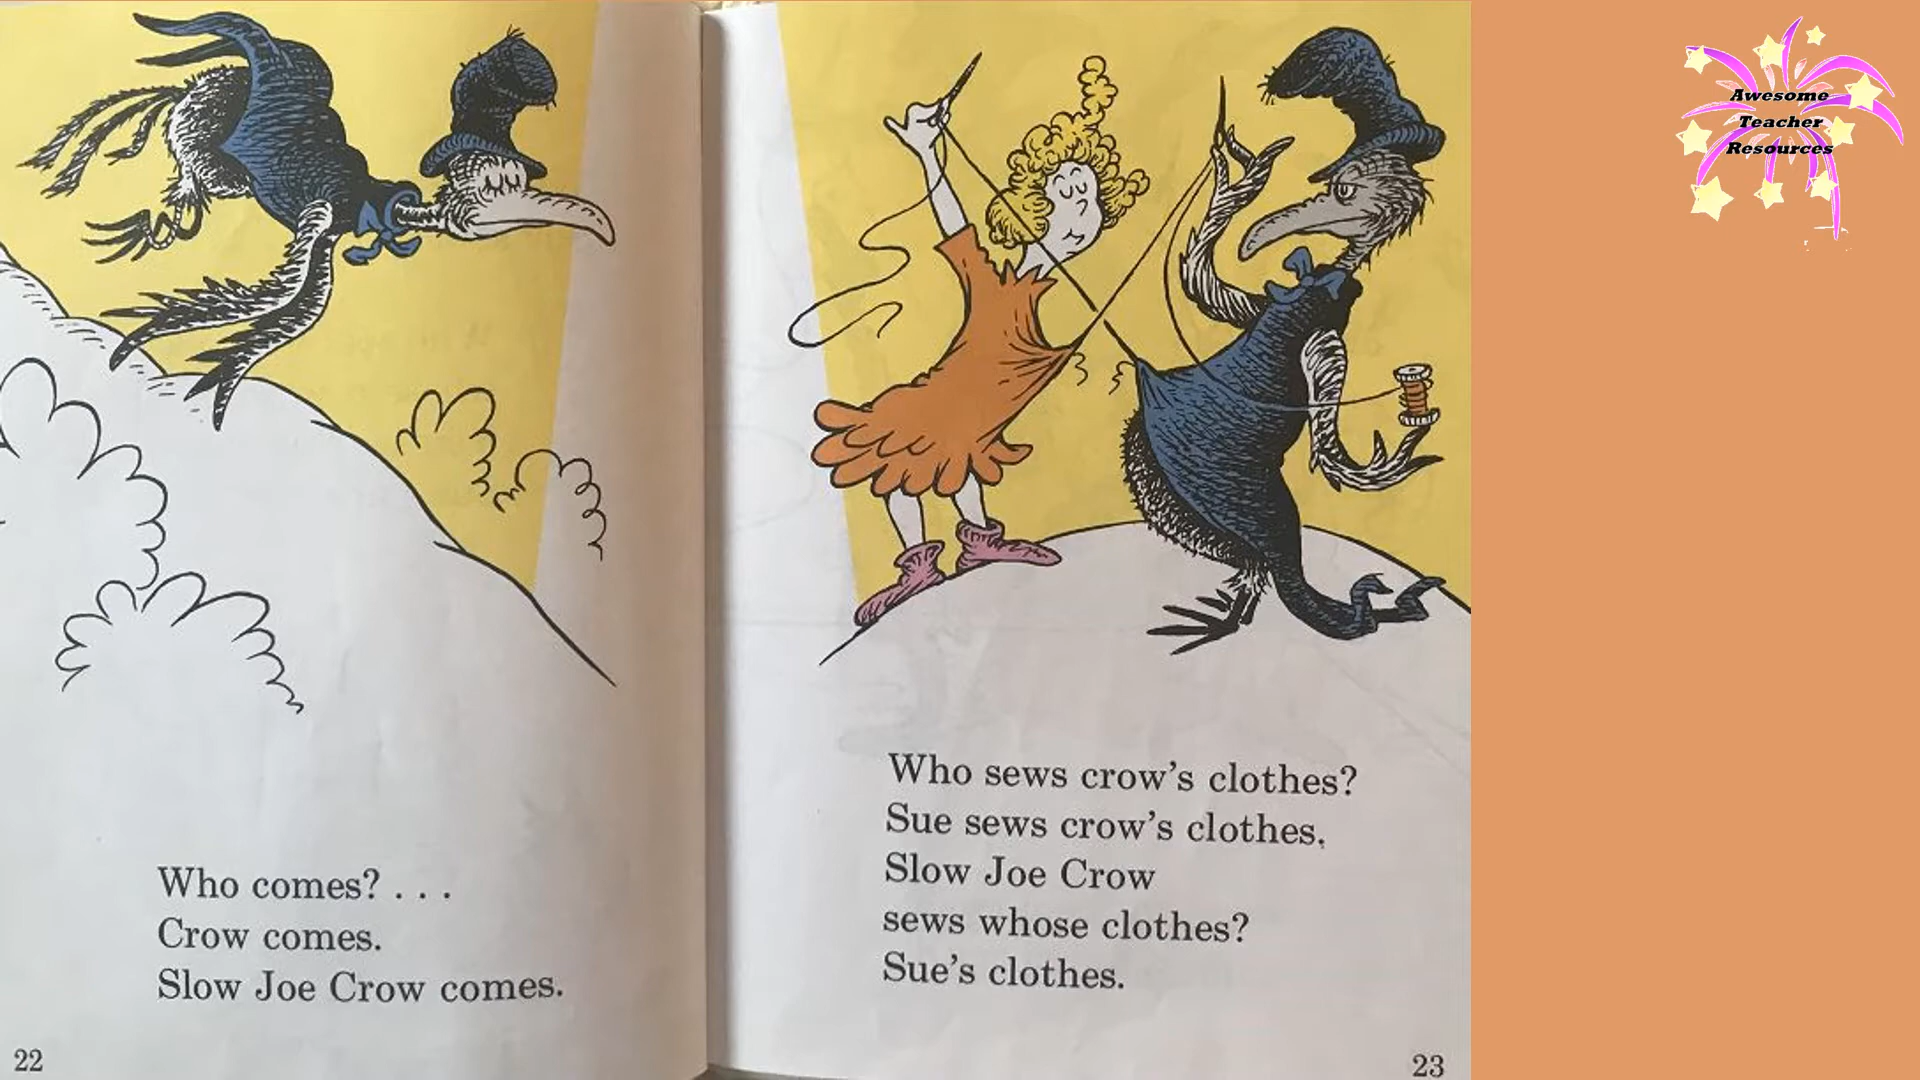 Who comes? . . .
Crow comes.
Slow Joe Crow comes.
22
Who sews crow's clothes?
Sue sews crow's clothes.
Slow Joe Crow
sews whose clothes?
Sue's clothes.
23
Awesome
Teacher
Resources